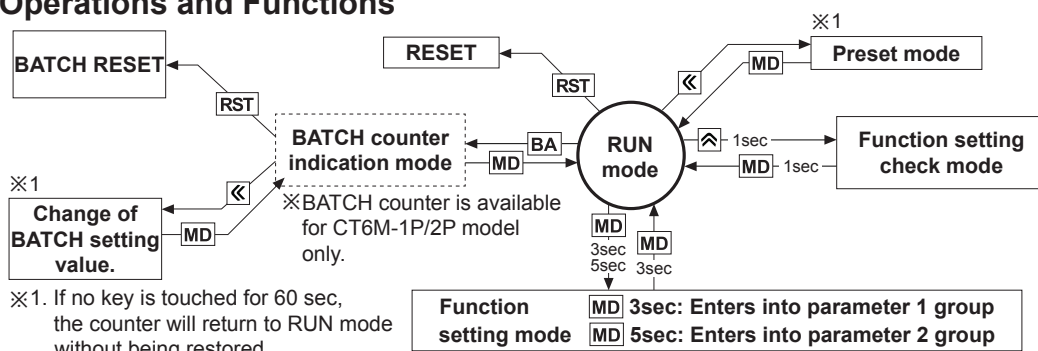 Operations and Functions
※1
BATCH RESET
RESET
Preset mode
≪
MD
RST
RST
BATCH counter
indication mode
BA
MD
RUN
mode
1sec
MD
1sec
Function setting
check mode
※1
≪
MD
Change of
BATCH setting
value.
※BATCH counter is available
for CT6M-1P/2P model
only.
MD
3sec
5sec
MD
3sec
※1. If no key is touched for 60 sec,
the counter will return to RUN mode
without being restored
Function
setting mode
MD 3sec: Enters into parameter 1 group
MD 5sec: Enters into parameter 2 group